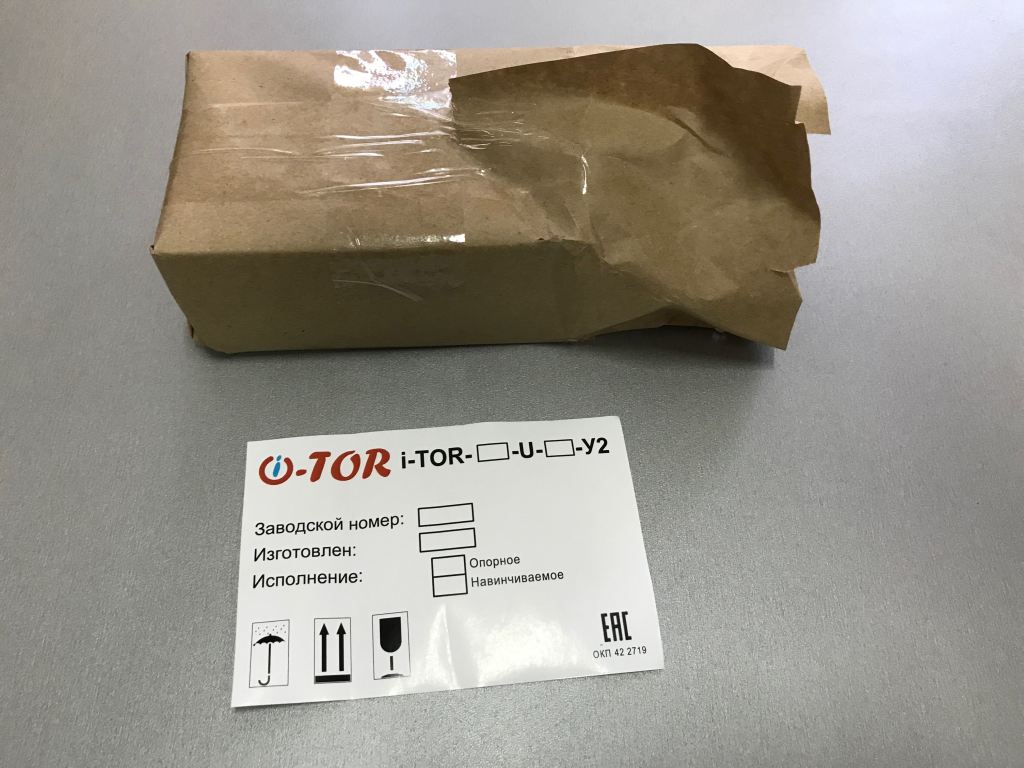 i-TOR i-TOR- -U- -У2
Заводской номер:
Изготовлен:
Исполнение: Опорное
Навинчиваемое
EAC
ОКП 42 2719